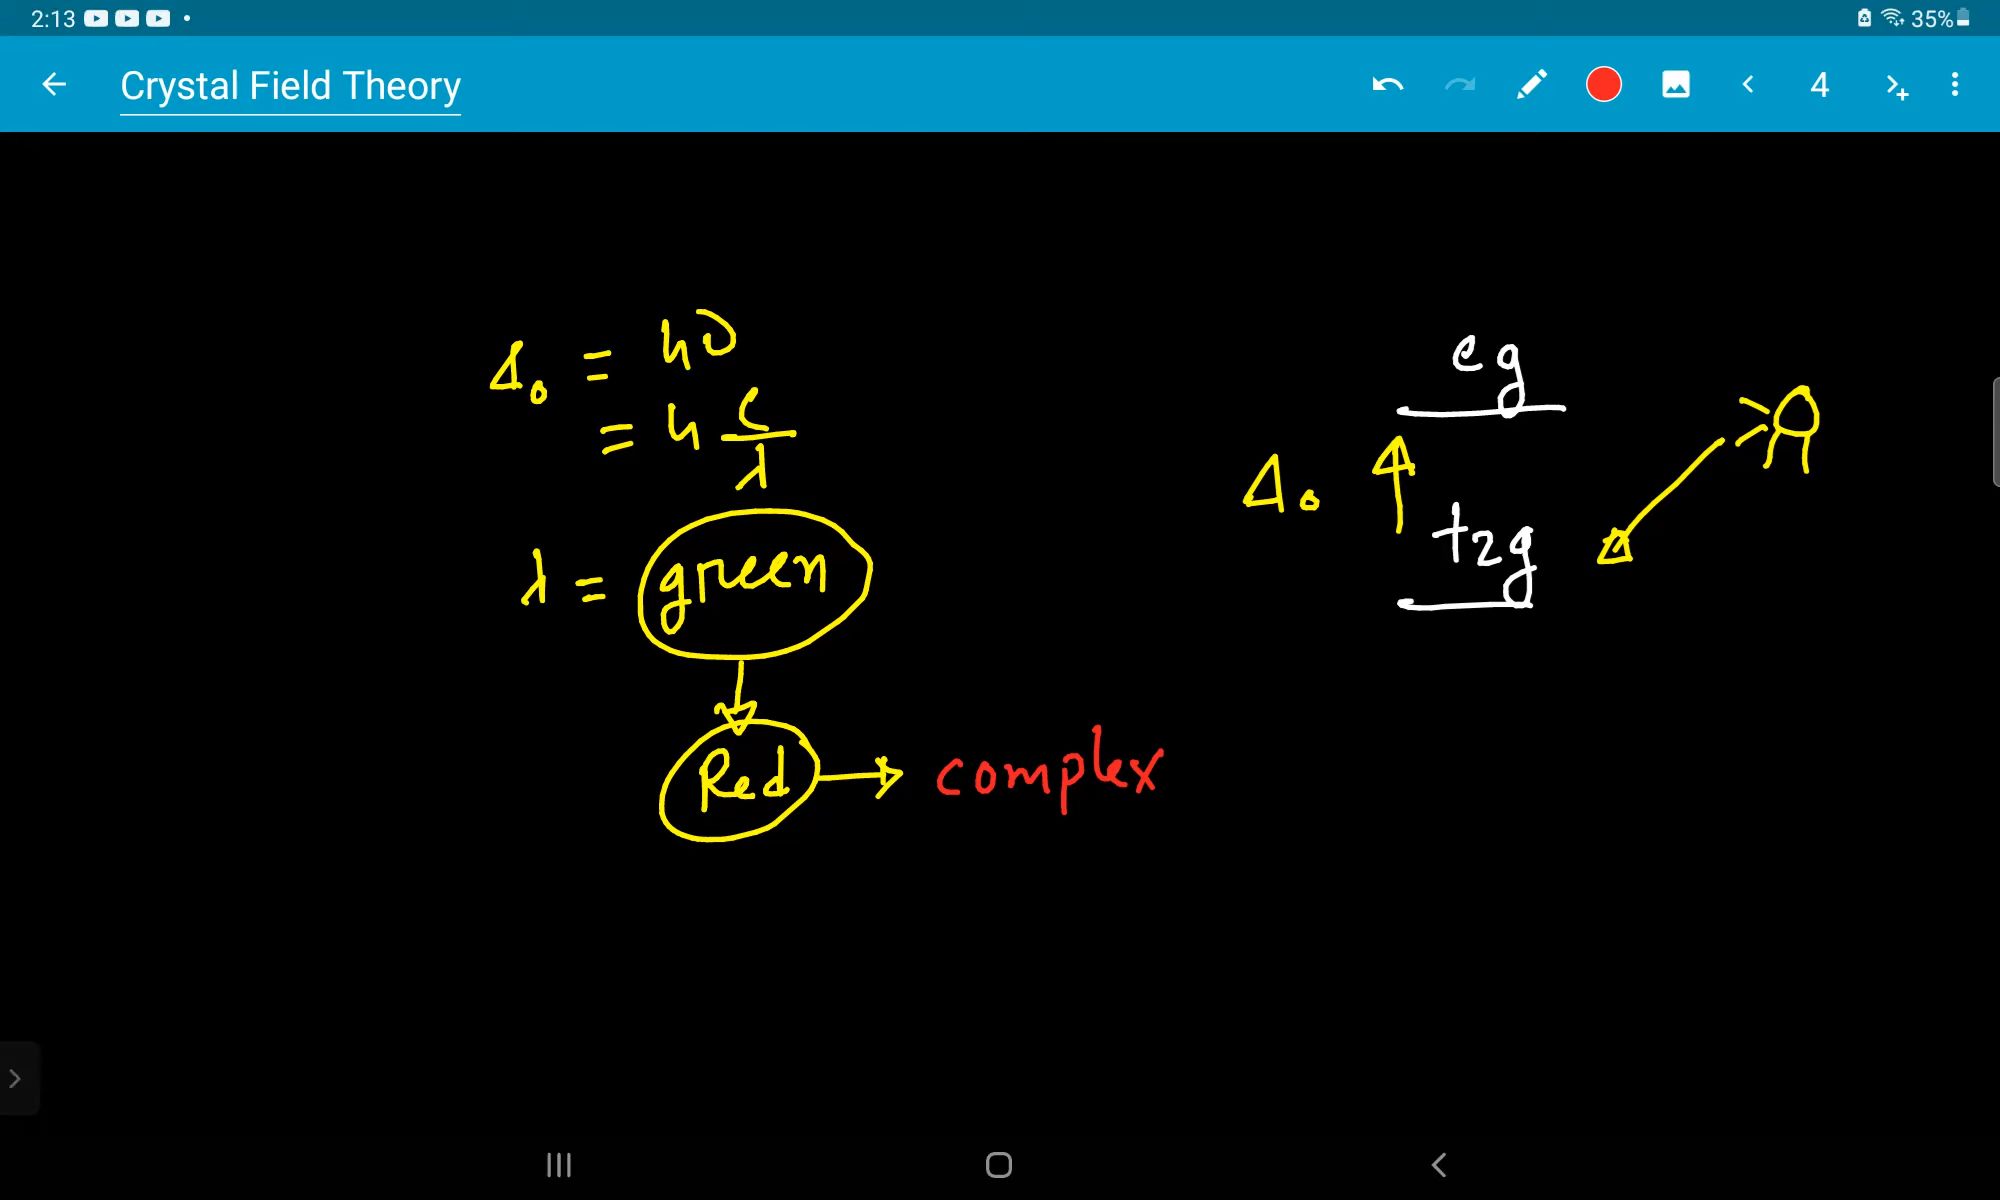 2:13
35%
Crystal Field Theory
4
Δo = hν
= h c/λ
λ = green
Red → complex
eg
Δo
t2g